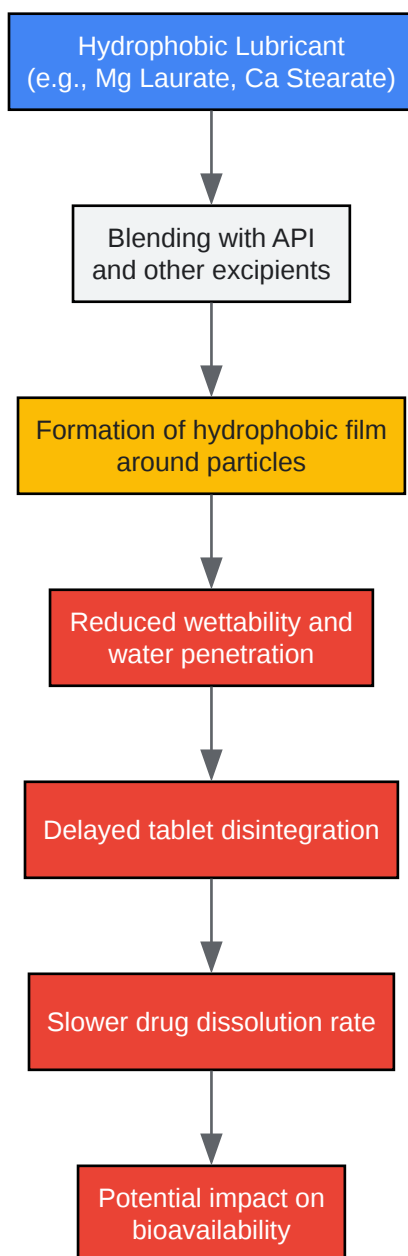 Hydrophobic Lubricant
(e.g., Mg Laurate, Ca Stearate)
Blending with API
and other excipients
Formation of hydrophobic film
around particles
Reduced wettability and
water penetration
Delayed tablet disintegration
Slower drug dissolution rate
Potential impact on
bioavailability